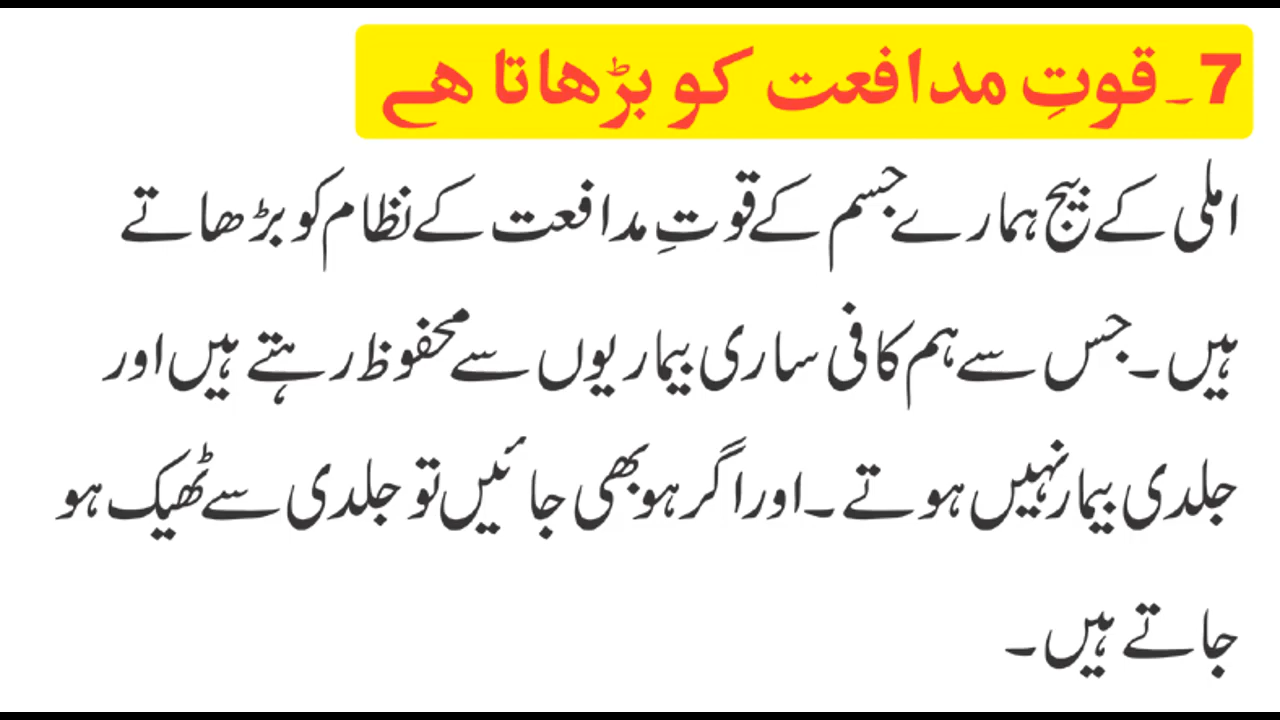 7۔ قوتِ مدافعت کو بڑھاتا ھے
املی کے بیج ہمارے جسم کے قوتِ مدافعت کے نظام کو بڑھاتے
ہیں۔ جس سے ہم کافی ساری بیماریوں سے محفوظ رہتے ہیں اور
جلدی بیمار نہیں ہوتے۔ اور اگر ہو بھی جائیں تو جلدی سے ٹھیک ہو
جاتے ہیں۔